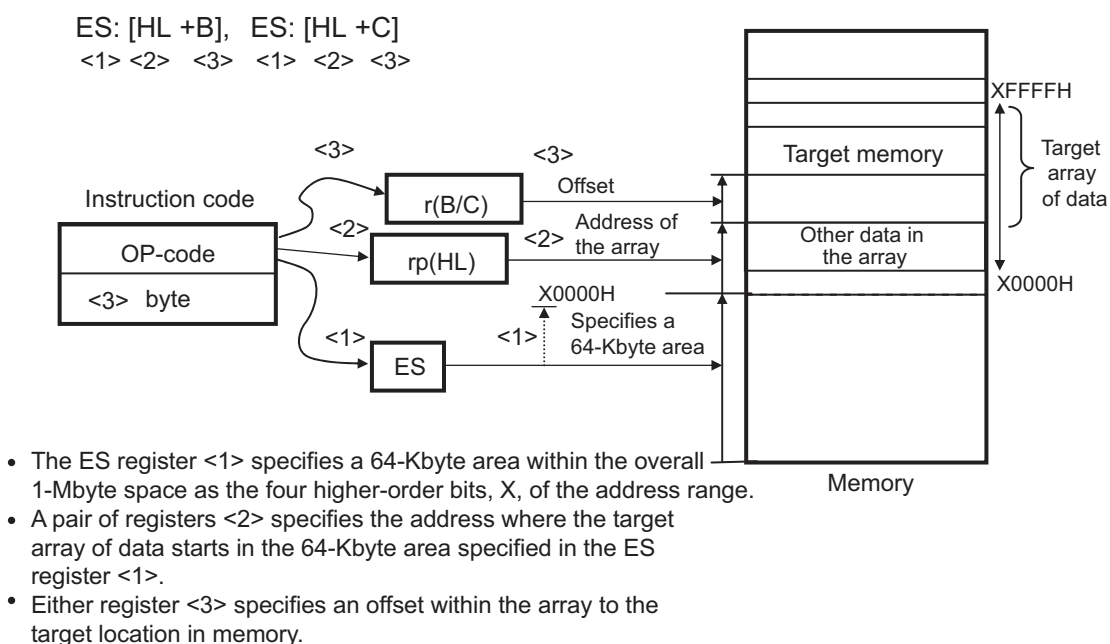 ES: [HL +B], ES: [HL +C]
<1> <2> <3> <1> <2> <3>
XFFFFH
<3>
<3>
Target memory
Target
array
of data
Instruction code
r(B/C)
Offset
OP-code
<2>
rp(HL)
<2>
Address of
the array
Other data in
the array
<3> byte
X0000H
X0000H
<1>
ES
<1>
Specifies a
64-Kbyte area
Memory
• The ES register <1> specifies a 64-Kbyte area within the overall
1-Mbyte space as the four higher-order bits, X, of the address range.
• A pair of registers <2> specifies the address where the target
array of data starts in the 64-Kbyte area specified in the ES
register <1>.
• Either register <3> specifies an offset within the array to the
target location in memory.